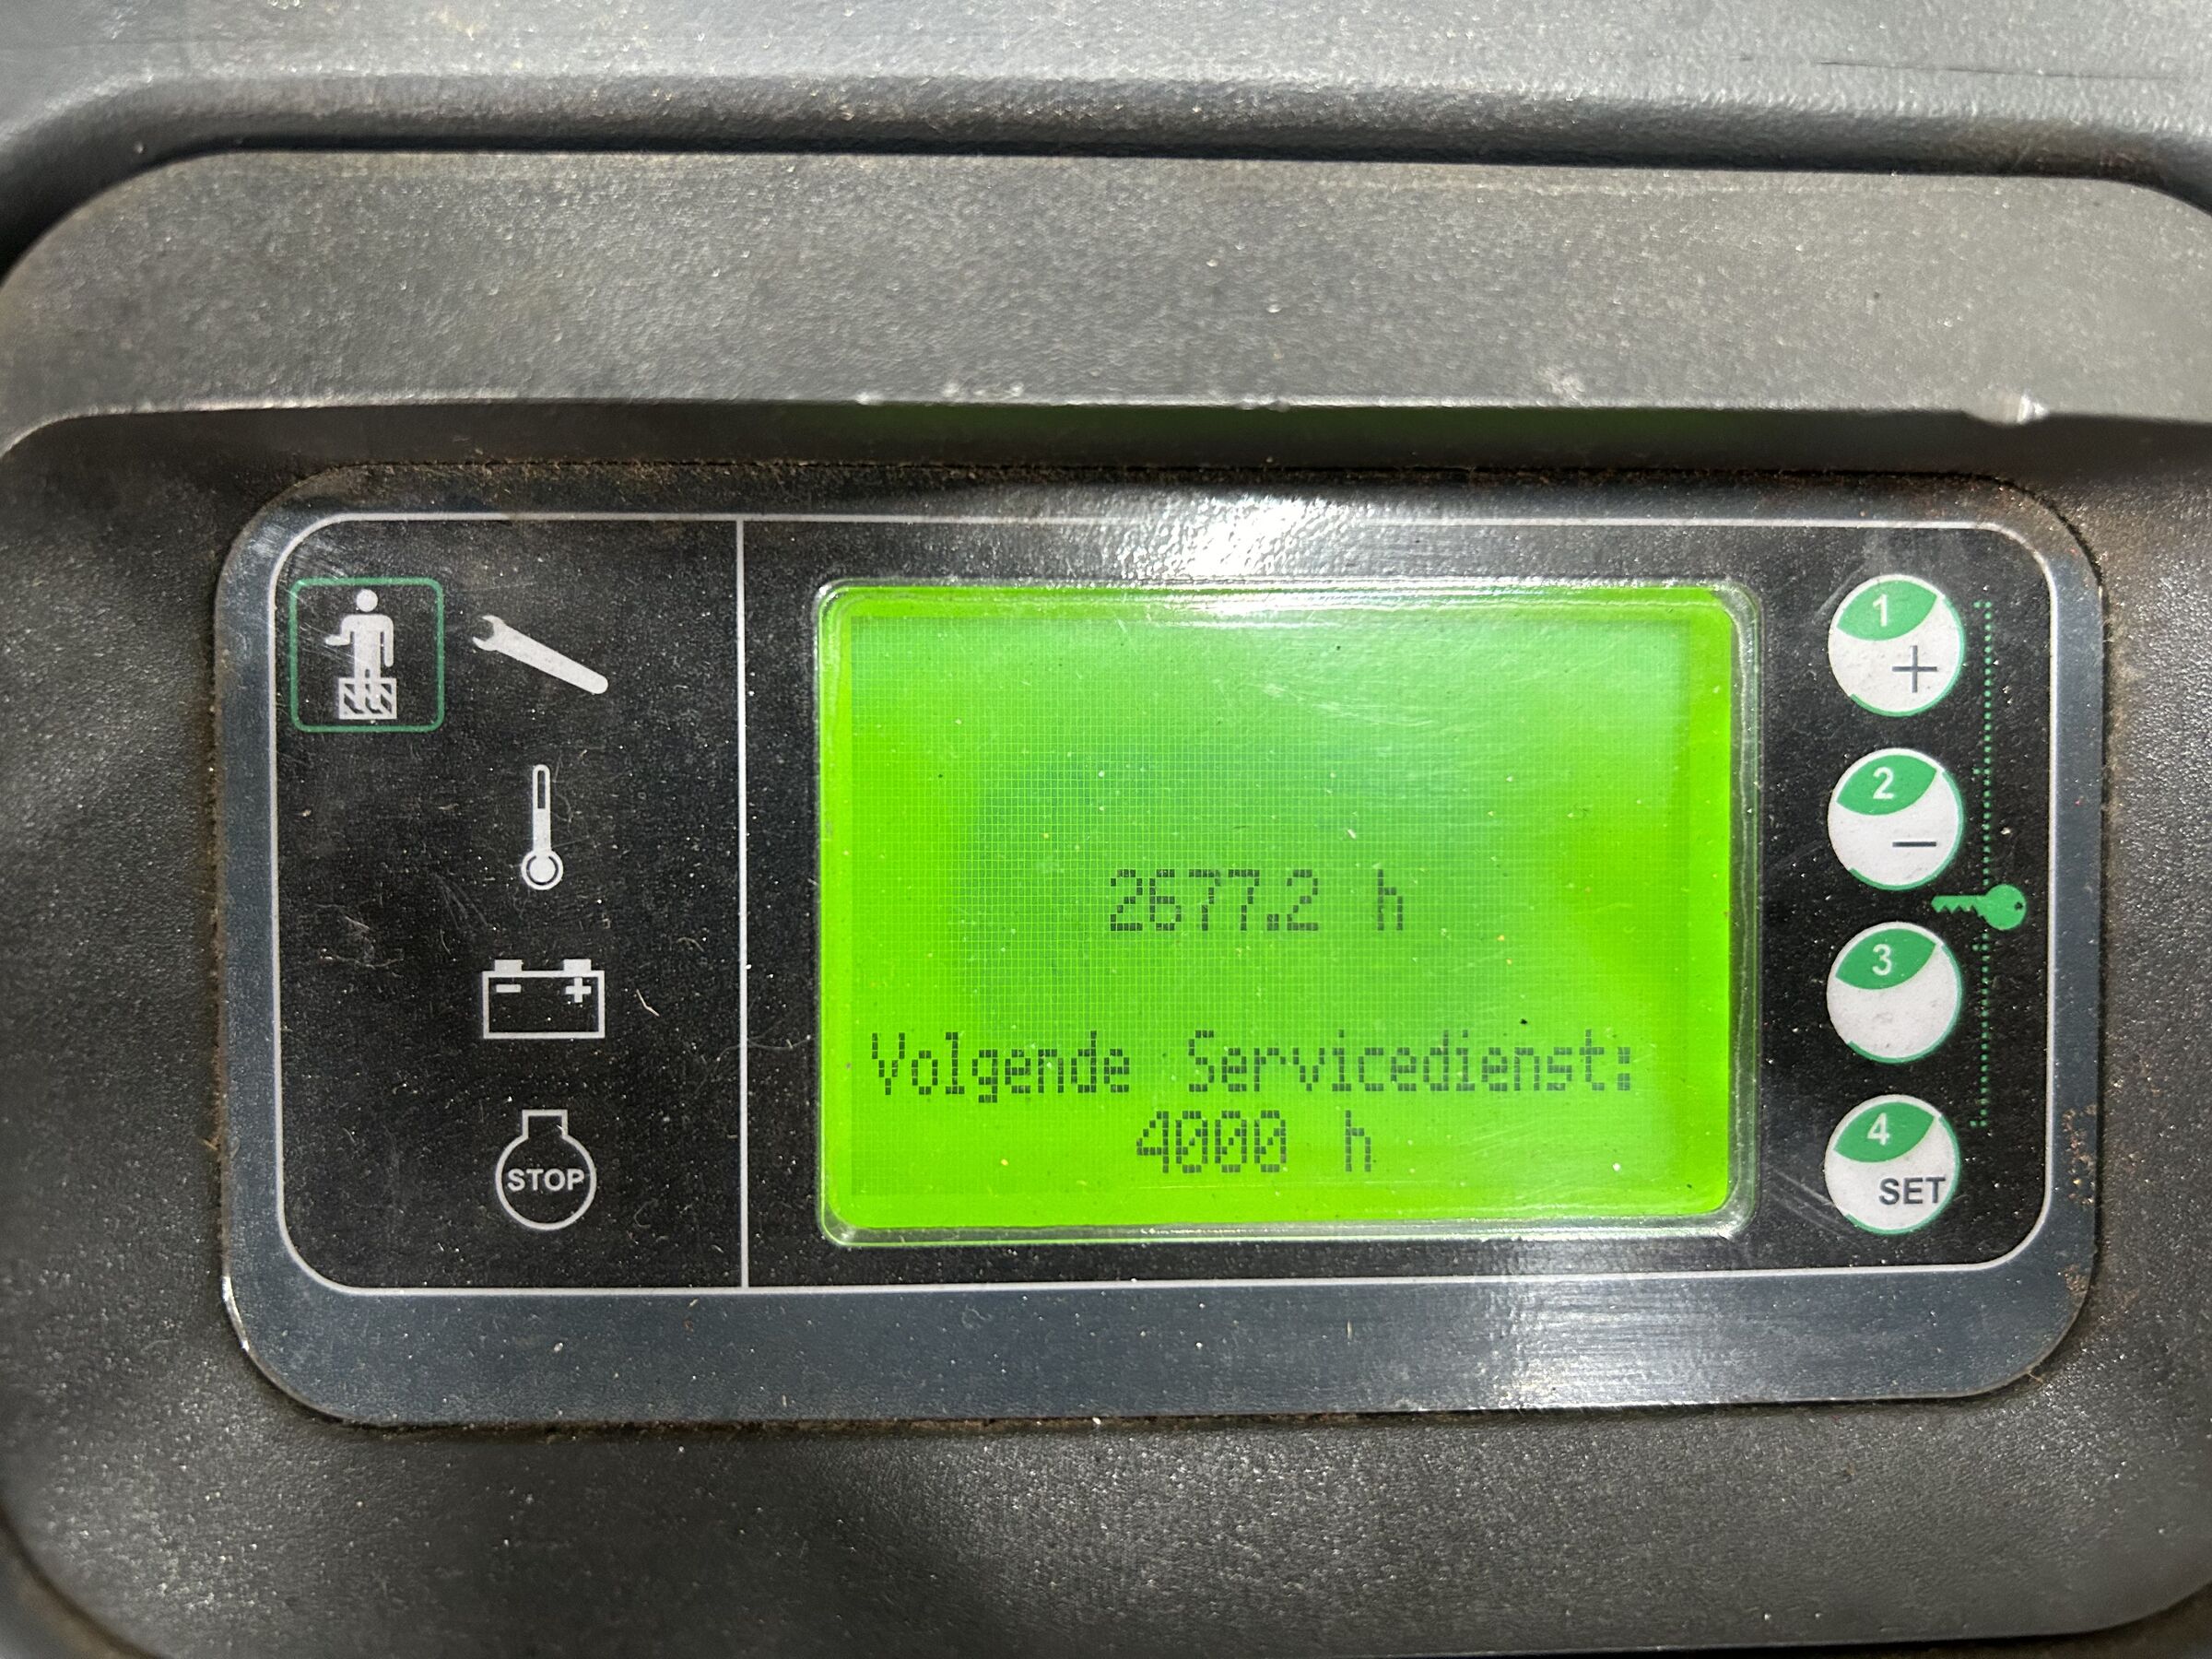 2677.2 h
Volgende Servicedienst:
4000 h
STOP
1
+
2
−
3
4
SET
- +